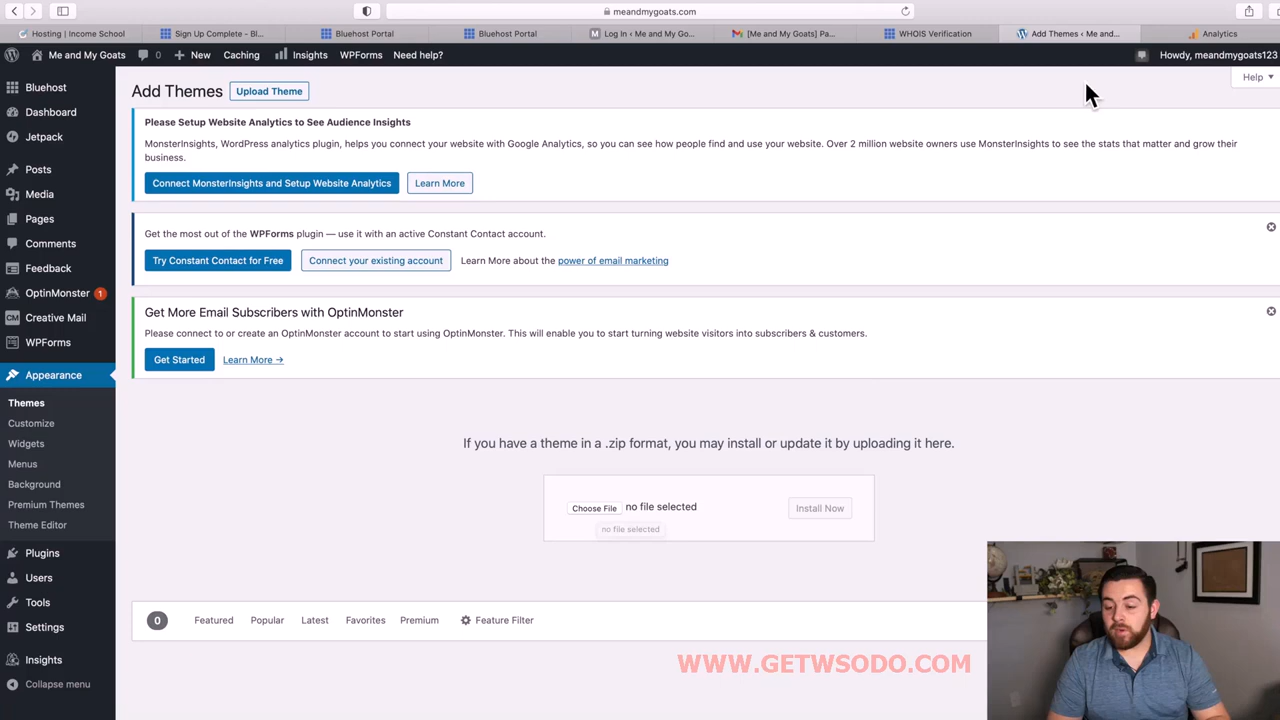 meandmygoats.com
Hosting | Income School
Sign Up Complete - Bl...
Bluehost Portal
Bluehost Portal
Log In ‹ Me and My Go...
[Me and My Goats] Pa...
WHOIS Verification
Add Themes ‹ Me and...
Analytics
Me and My Goats
0
New
Caching
Insights
WPForms
Need help?
Howdy, meandmygoats123
Bluehost
Dashboard
Jetpack
Posts
Media
Pages
Comments
Feedback
OptinMonster 1
CM Creative Mail
WPForms
Appearance
Themes
Customize
Widgets
Menus
Background
Premium Themes
Theme Editor
Plugins
Users
Tools
Settings
Insights
Collapse menu
Help
Add Themes
Upload Theme
Please Setup Website Analytics to See Audience Insights
MonsterInsights, WordPress analytics plugin, helps you connect your website with Google Analytics, so you can see how people find and use your website. Over 2 million website owners use MonsterInsights to see the stats that matter and grow their
business.
Connect MonsterInsights and Setup Website Analytics
Learn More
Get the most out of the WPForms plugin — use it with an active Constant Contact account.
Try Constant Contact for Free
Connect your existing account
Learn More about the power of email marketing
Get More Email Subscribers with OptinMonster
Please connect to or create an OptinMonster account to start using OptinMonster. This will enable you to start turning website visitors into subscribers & customers.
Get Started
Learn More →
If you have a theme in a .zip format, you may install or update it by uploading it here.
Choose File no file selected
Install Now
no file selected
0
Featured
Popular
Latest
Favorites
Premium
Feature Filter
WWW.GETWSODO.COM